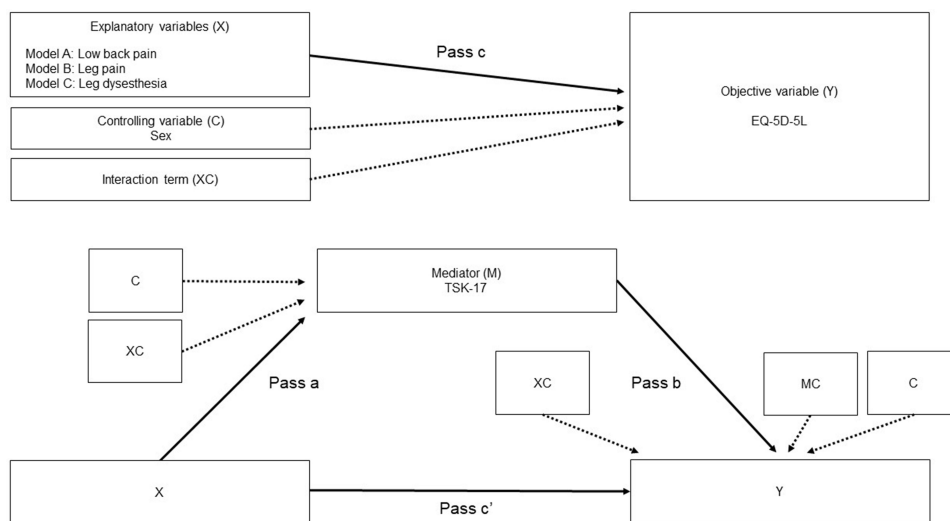 Explanatory variables (X)
Model A: Low back pain
Model B: Leg pain
Model C: Leg dysesthesia
Pass c
Objective variable (Y)
EQ-5D-5L
Controlling variable (C)
Sex
Interaction term (XC)
C
Mediator (M)
TSK-17
XC
Pass a
XC
Pass b
MC
C
X
Pass c’
Y